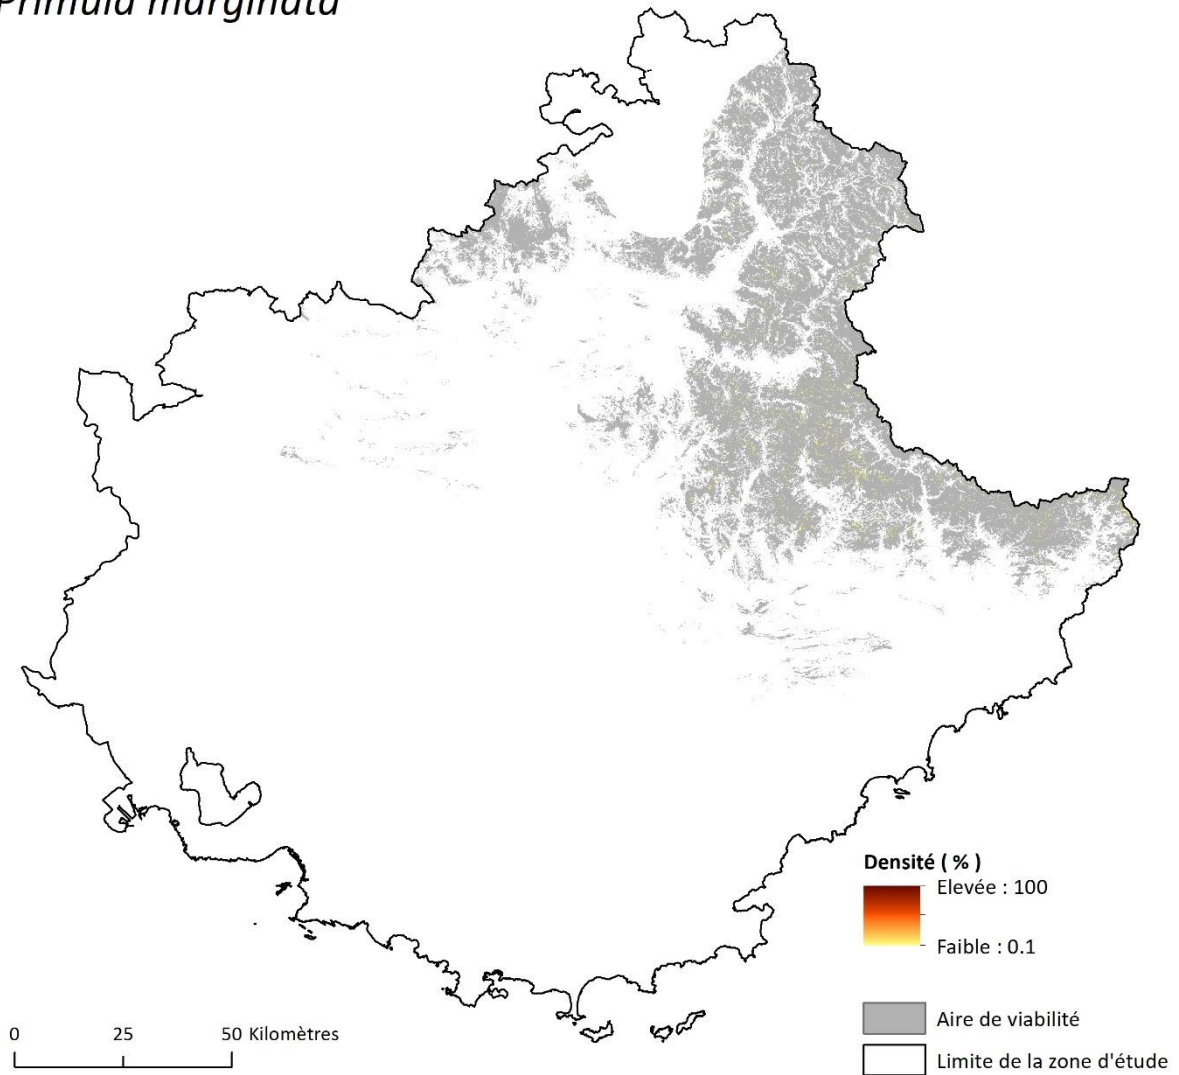 Primula marginata
Densité ( % )
Elevée : 100
Faible : 0.1
Aire de viabilité
Limite de la zone d'étude
0 25 50 Kilomètres